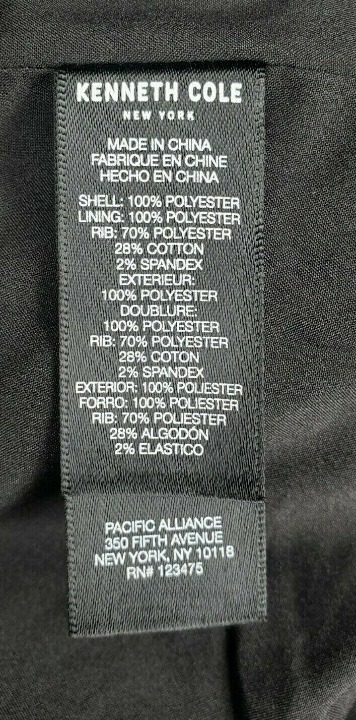 KENNETH COLE
NEW YORK
MADE IN CHINA
FABRIQUE EN CHINE
HECHO EN CHINA
SHELL: 100% POLYESTER
LINING: 100% POLYESTER
RIB: 70% POLYESTER
28% COTTON
2% SPANDEX
EXTERIEUR:
100% POLYESTER
DOUBLURE:
100% POLYESTER
RIB: 70% POLYESTER
28% COTON
2% SPANDEX
EXTERIOR: 100% POLIESTER
FORRO: 100% POLIESTER
RIB: 70% POLIESTER
28% ALGODÓN
2% ELASTICO
PACIFIC ALLIANCE
350 FIFTH AVENUE
NEW YORK, NY 10118
RN# 123475